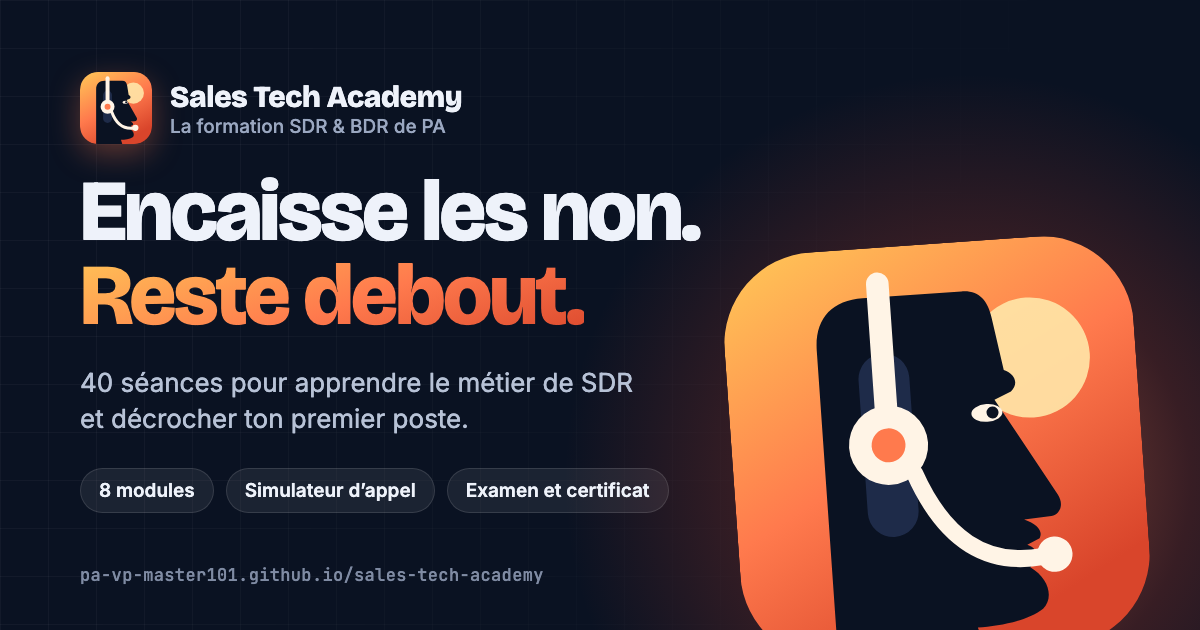 Sales Tech Academy
La formation SDR & BDR de PA
Encaisse les non.
Reste debout.
40 séances pour apprendre le métier de SDR
et décrocher ton premier poste.
8 modules
Simulateur d’appel
Examen et certificat
pa-vp-master101.github.io/sales-tech-academy